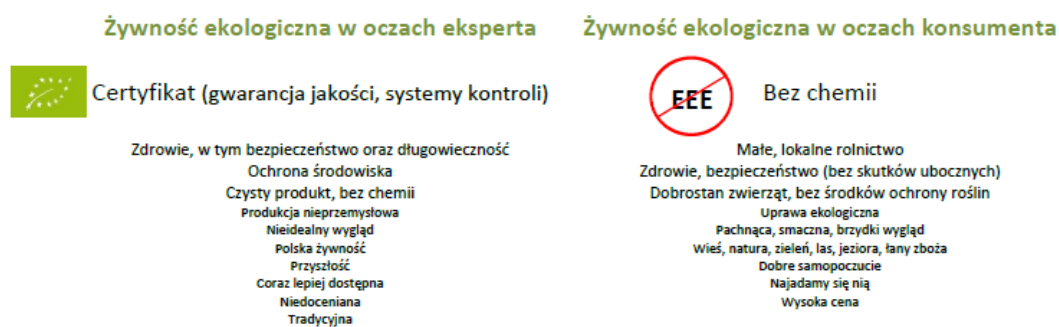 Żywność ekologiczna w oczach eksperta
Certyfikat (gwarancja jakości, systemy kontroli)
Zdrowie, w tym bezpieczeństwo oraz długowieczność
Ochrona środowiska
Czysty produkt, bez chemii
Produkcja nieprzemysłowa
Nieidealny wygląd
Polska żywność
Przyszłość
Coraz lepiej dostępna
Niedoceniana
Tradycyjna
Żywność ekologiczna w oczach konsumenta
EEE
Bez chemii
Małe, lokalne rolnictwo
Zdrowie, bezpieczeństwo (bez skutków ubocznych)
Dobrostan zwierząt, bez środków ochrony roślin
Uprawa ekologiczna
Pachnąca, smaczna, brzydki wygląd
Wieś, natura, zieleń, las, jeziora, łany zboża
Dobre samopoczucie
Najadamy się nią
Wysoka cena